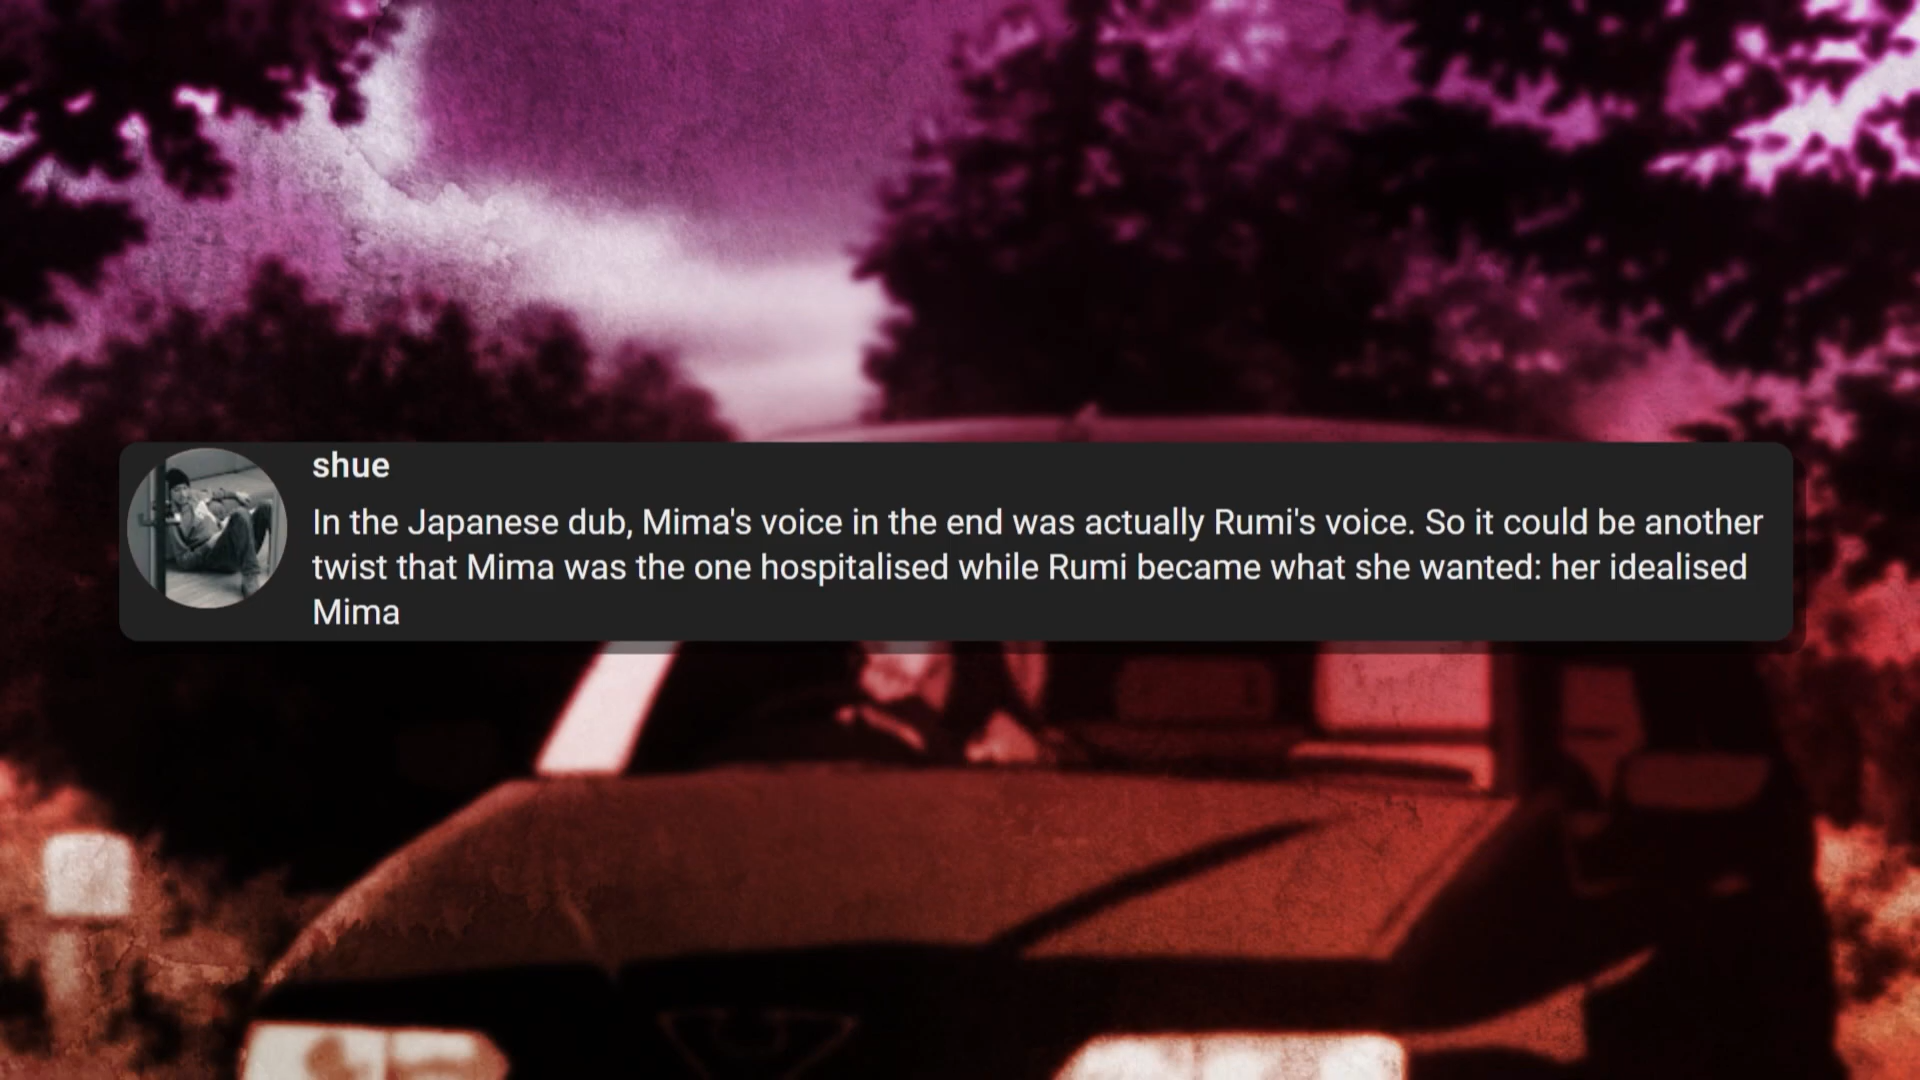 shue
In the Japanese dub, Mima's voice in the end was actually Rumi's voice. So it could be another
twist that Mima was the one hospitalised while Rumi became what she wanted: her idealised
Mima